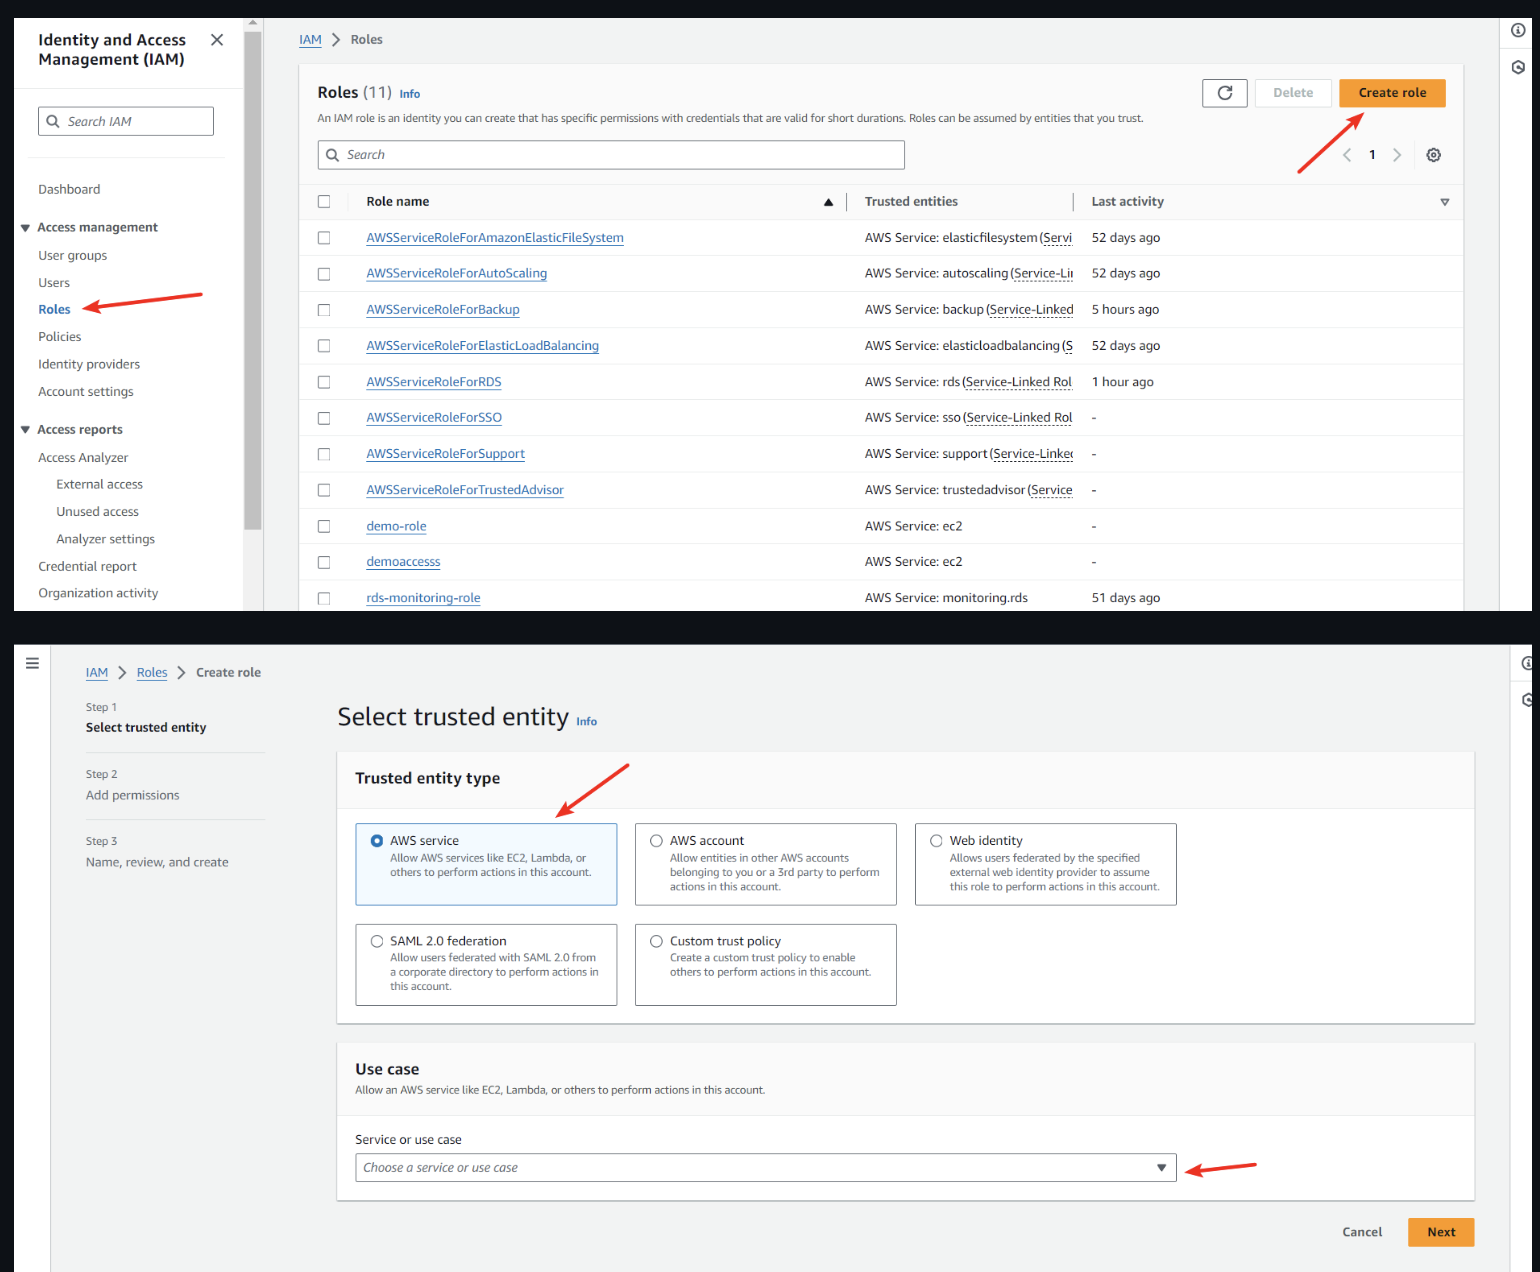 Identity and Access
Management (IAM)
Search IAM
Dashboard
Access management
User groups
Users
Roles
Policies
Identity providers
Account settings
Access reports
Access Analyzer
External access
Unused access
Analyzer settings
Credential report
Organization activity
IAM > Roles
Roles (11) Info
Delete
Create role
An IAM role is an identity you can create that has specific permissions with credentials that are valid for short durations. Roles can be assumed by entities that you trust.
Search
1
Role name Trusted entities Last activity
AWSServiceRoleForAmazonElasticFileSystem AWS Service: elasticfilesystem (Servi 52 days ago
AWSServiceRoleForAutoScaling AWS Service: autoscaling (Service-Li 52 days ago
AWSServiceRoleForBackup AWS Service: backup (Service-Linked 5 hours ago
AWSServiceRoleForElasticLoadBalancing AWS Service: elasticloadbalancing (S 52 days ago
AWSServiceRoleForRDS AWS Service: rds (Service-Linked Rol 1 hour ago
AWSServiceRoleForSSO AWS Service: sso (Service-Linked Rol -
AWSServiceRoleForSupport AWS Service: support (Service-Linked -
AWSServiceRoleForTrustedAdvisor AWS Service: trustedadvisor (Service -
demo-role AWS Service: ec2 -
demoaccesss AWS Service: ec2 -
rds-monitoring-role AWS Service: monitoring.rds 51 days ago
IAM > Roles > Create role
Step 1
Select trusted entity
Step 2
Add permissions
Step 3
Name, review, and create
Select trusted entity Info
Trusted entity type
AWS service
Allow AWS services like EC2, Lambda, or
others to perform actions in this account.
AWS account
Allow entities in other AWS accounts
belonging to you or a 3rd party to perform
actions in this account.
Web identity
Allows users federated by the specified
external web identity provider to assume
this role to perform actions in this account.
SAML 2.0 federation
Allow users federated with SAML 2.0 from
a corporate directory to perform actions in
this account.
Custom trust policy
Create a custom trust policy to enable
others to perform actions in this account.
Use case
Allow an AWS service like EC2, Lambda, or others to perform actions in this account.
Service or use case
Choose a service or use case
Cancel
Next